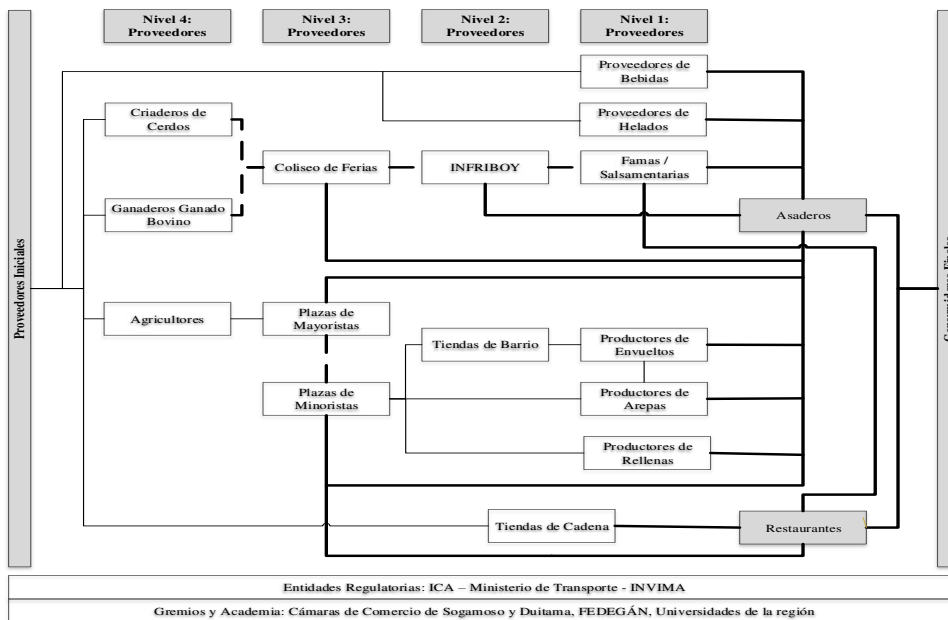 Nivel 4:
Proveedores
Nivel 3:
Proveedores
Nivel 2:
Proveedores
Nivel 1:
Proveedores
Proveedores de
Bebidas
Criaderos de
Cerdos
Proveedores de
Helados
Coliseo de Ferias
INFRIBOY
Famas /
Salsamentarias
Ganaderos Ganado
Bovino
Asaderos
Proveedores Iniciales
Agricultores
Plazas de
Mayoristas
Tiendas de Barrio
Productores de
Envueltos
Plazas de
Minoristas
Productores de
Arepas
Productores de
Rellenas
Tiendas de Cadena
Restaurantes
Entidades Regulatorias: ICA – Ministerio de Transporte - INVIMA
Gremios y Academia: Cámaras de Comercio de Sogamoso y Duitama, FEDEGÁN, Universidades de la región